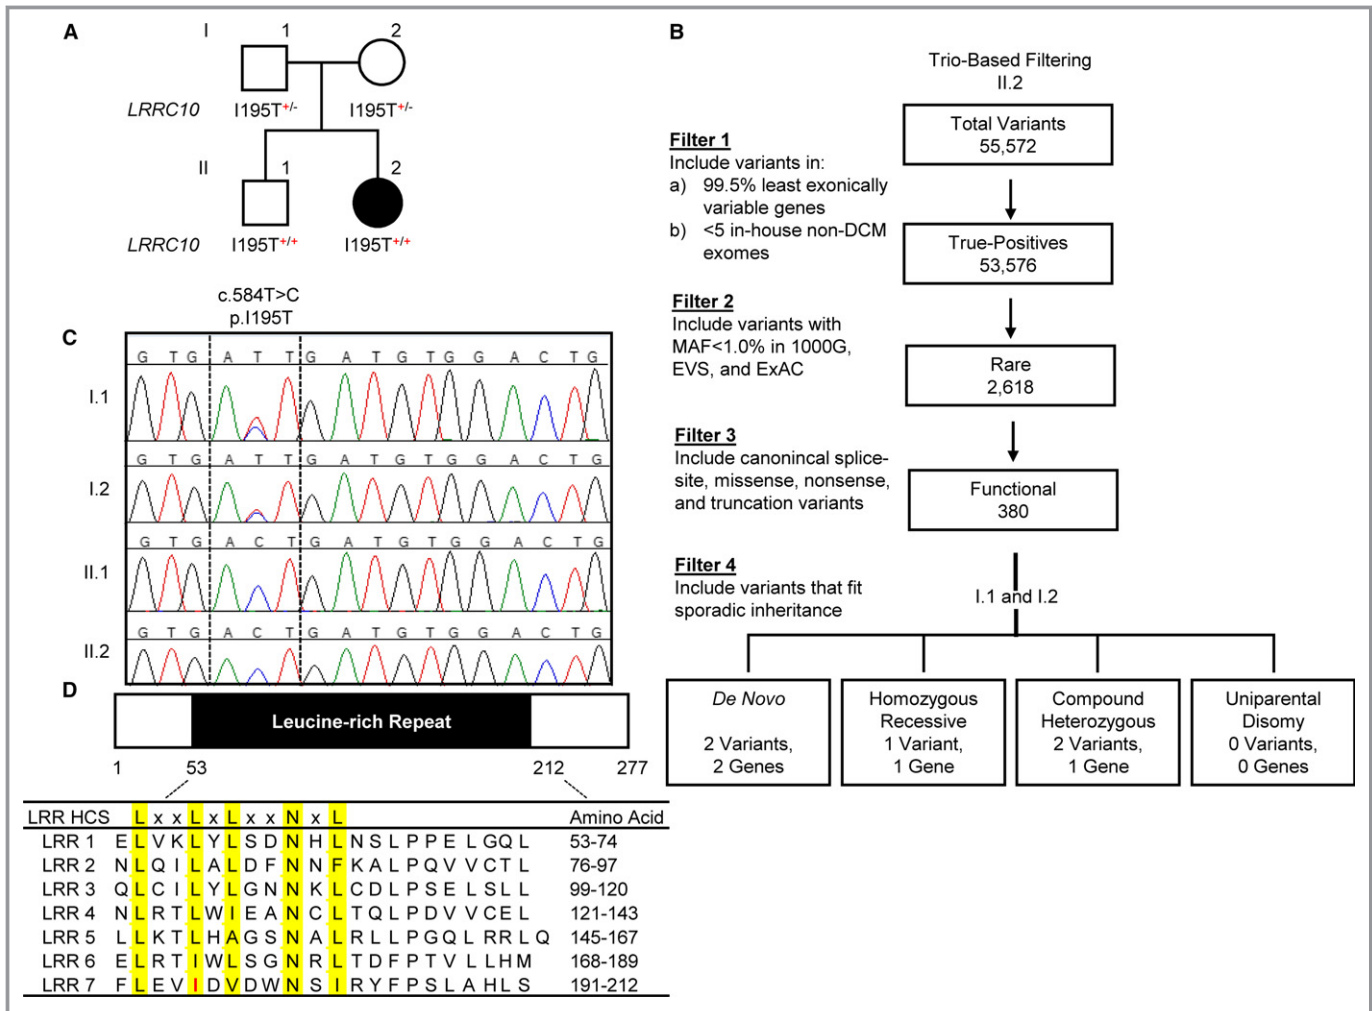 A
I
1
2
LRRC10
I195T+/-
I195T+/-
II
1
2
LRRC10
I195T+/+
I195T+/+
B
Trio-Based Filtering
II.2
Total Variants
55,572
Filter 1
Include variants in:
a) 99.5% least exonically
variable genes
b) <5 in-house non-DCM
exomes
True-Positives
53,576
Filter 2
Include variants with
MAF<1.0% in 1000G,
EVS, and ExAC
Rare
2,618
Filter 3
Include canonincal splice-
site, missense, nonsense,
and truncation variants
Functional
380
Filter 4
Include variants that fit
sporadic inheritance
I.1 and I.2
De Novo
2 Variants,
2 Genes
Homozygous
Recessive
1 Variant,
1 Gene
Compound
Heterozygous
2 Variants,
1 Gene
Uniparental
Disomy
0 Variants,
0 Genes
c.584T>C
p.I195T
C
I.1
G T G A T T G A T G T G G A C T G
I.2
G T G A T T G A T G T G G A C T G
II.1
G T G A C T G A T G T G G A C T G
II.2
G T G A C T G A T G T G G A C T G
D
Leucine-rich Repeat
1 53 212 277
LRR HCS L x x L x L x x N x L Amino Acid
LRR 1 E L V K L Y L S D N H L N S L P P E L G Q L 53-74
LRR 2 N L Q I L A L D F N N F K A L P Q V V C T L 76-97
LRR 3 Q L C I L Y L G N N K L C D L P S E L S L L 99-120
LRR 4 N L R T L W I E A N C L T Q L P D V V C E L 121-143
LRR 5 L L K T L H A G S N A L R L L P G Q L R R L Q 145-167
LRR 6 E L R T I W L S G N R L T D F P T V L L H M 168-189
LRR 7 F L E V I D V D W N S I R Y F P S L A H L S 191-212